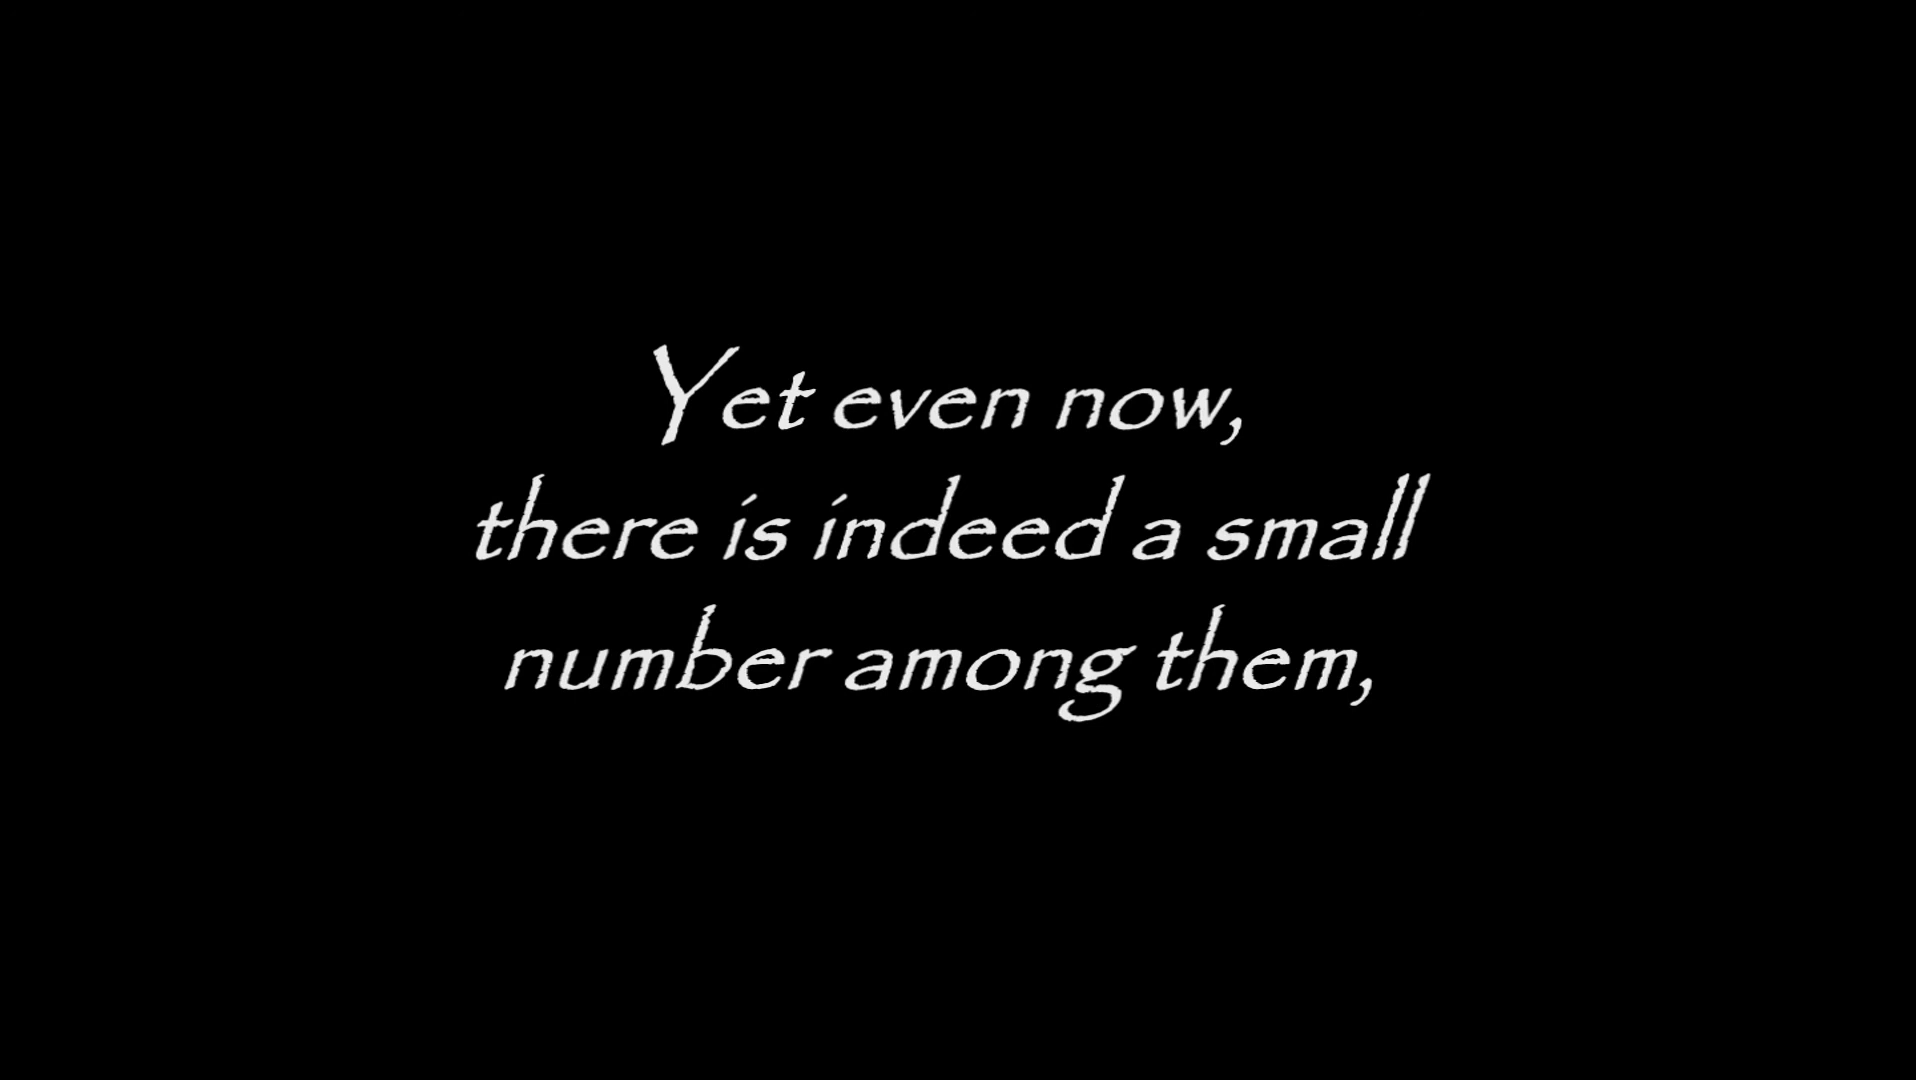 Yet even now,
there is indeed a small
number among them,